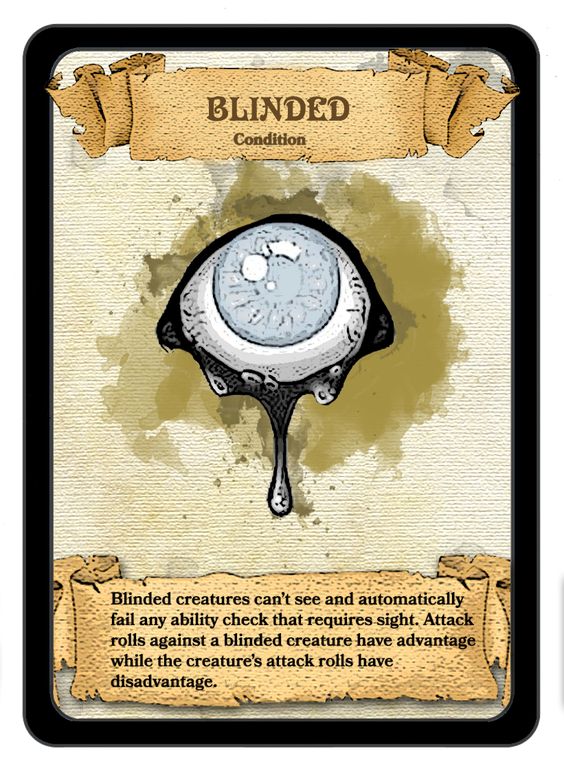 BLINDED
Condition
Blinded creatures can't see and automatically
fail any ability check that requires sight. Attack
rolls against a blinded creature have advantage
while the creature's attack rolls have
disadvantage.